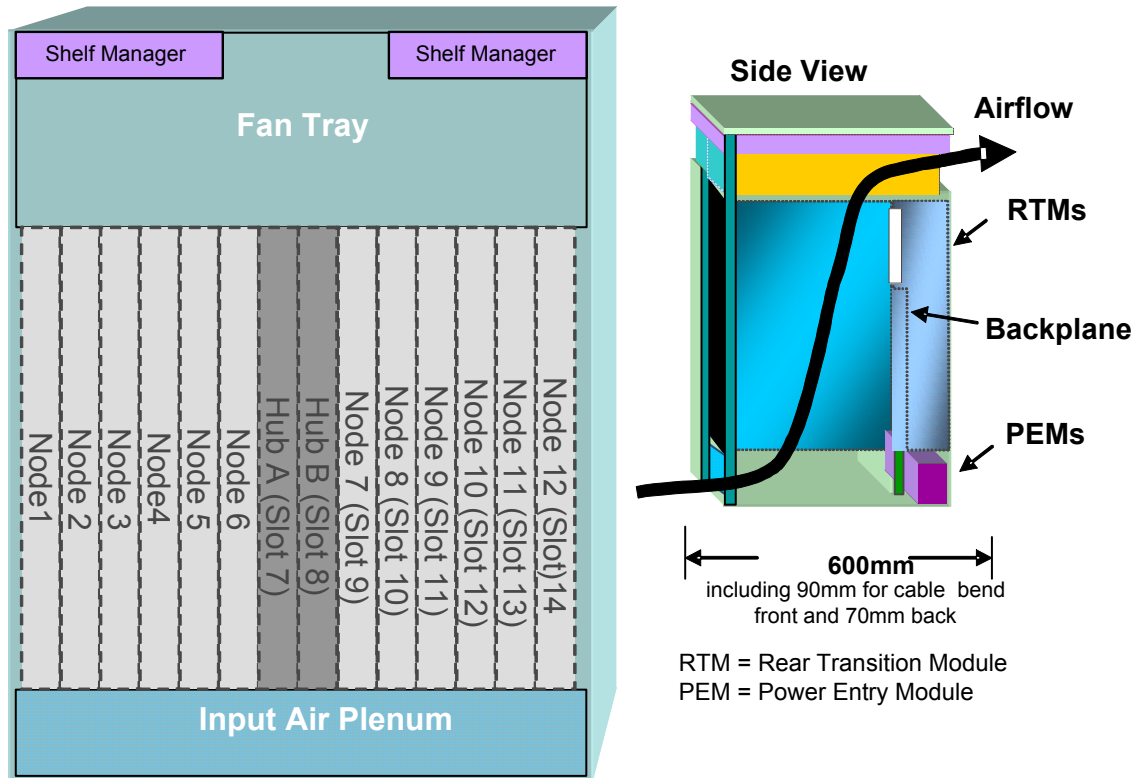 Shelf Manager
Shelf Manager
Fan Tray
Node1
Node 2
Node 3
Node4
Node 5
Node 6
Hub A (Slot 7)
Hub B (Slot 8)
Node 7 (Slot 9)
Node 8 (Slot 10)
Node 9 (Slot 11)
Node 10 (Slot 12)
Node 11 (Slot 13)
Node 12 (Slot)14
Input Air Plenum
Side View
Airflow
RTMs
Backplane
PEMs
600mm
including 90mm for cable bend
front and 70mm back
RTM = Rear Transition Module
PEM = Power Entry Module